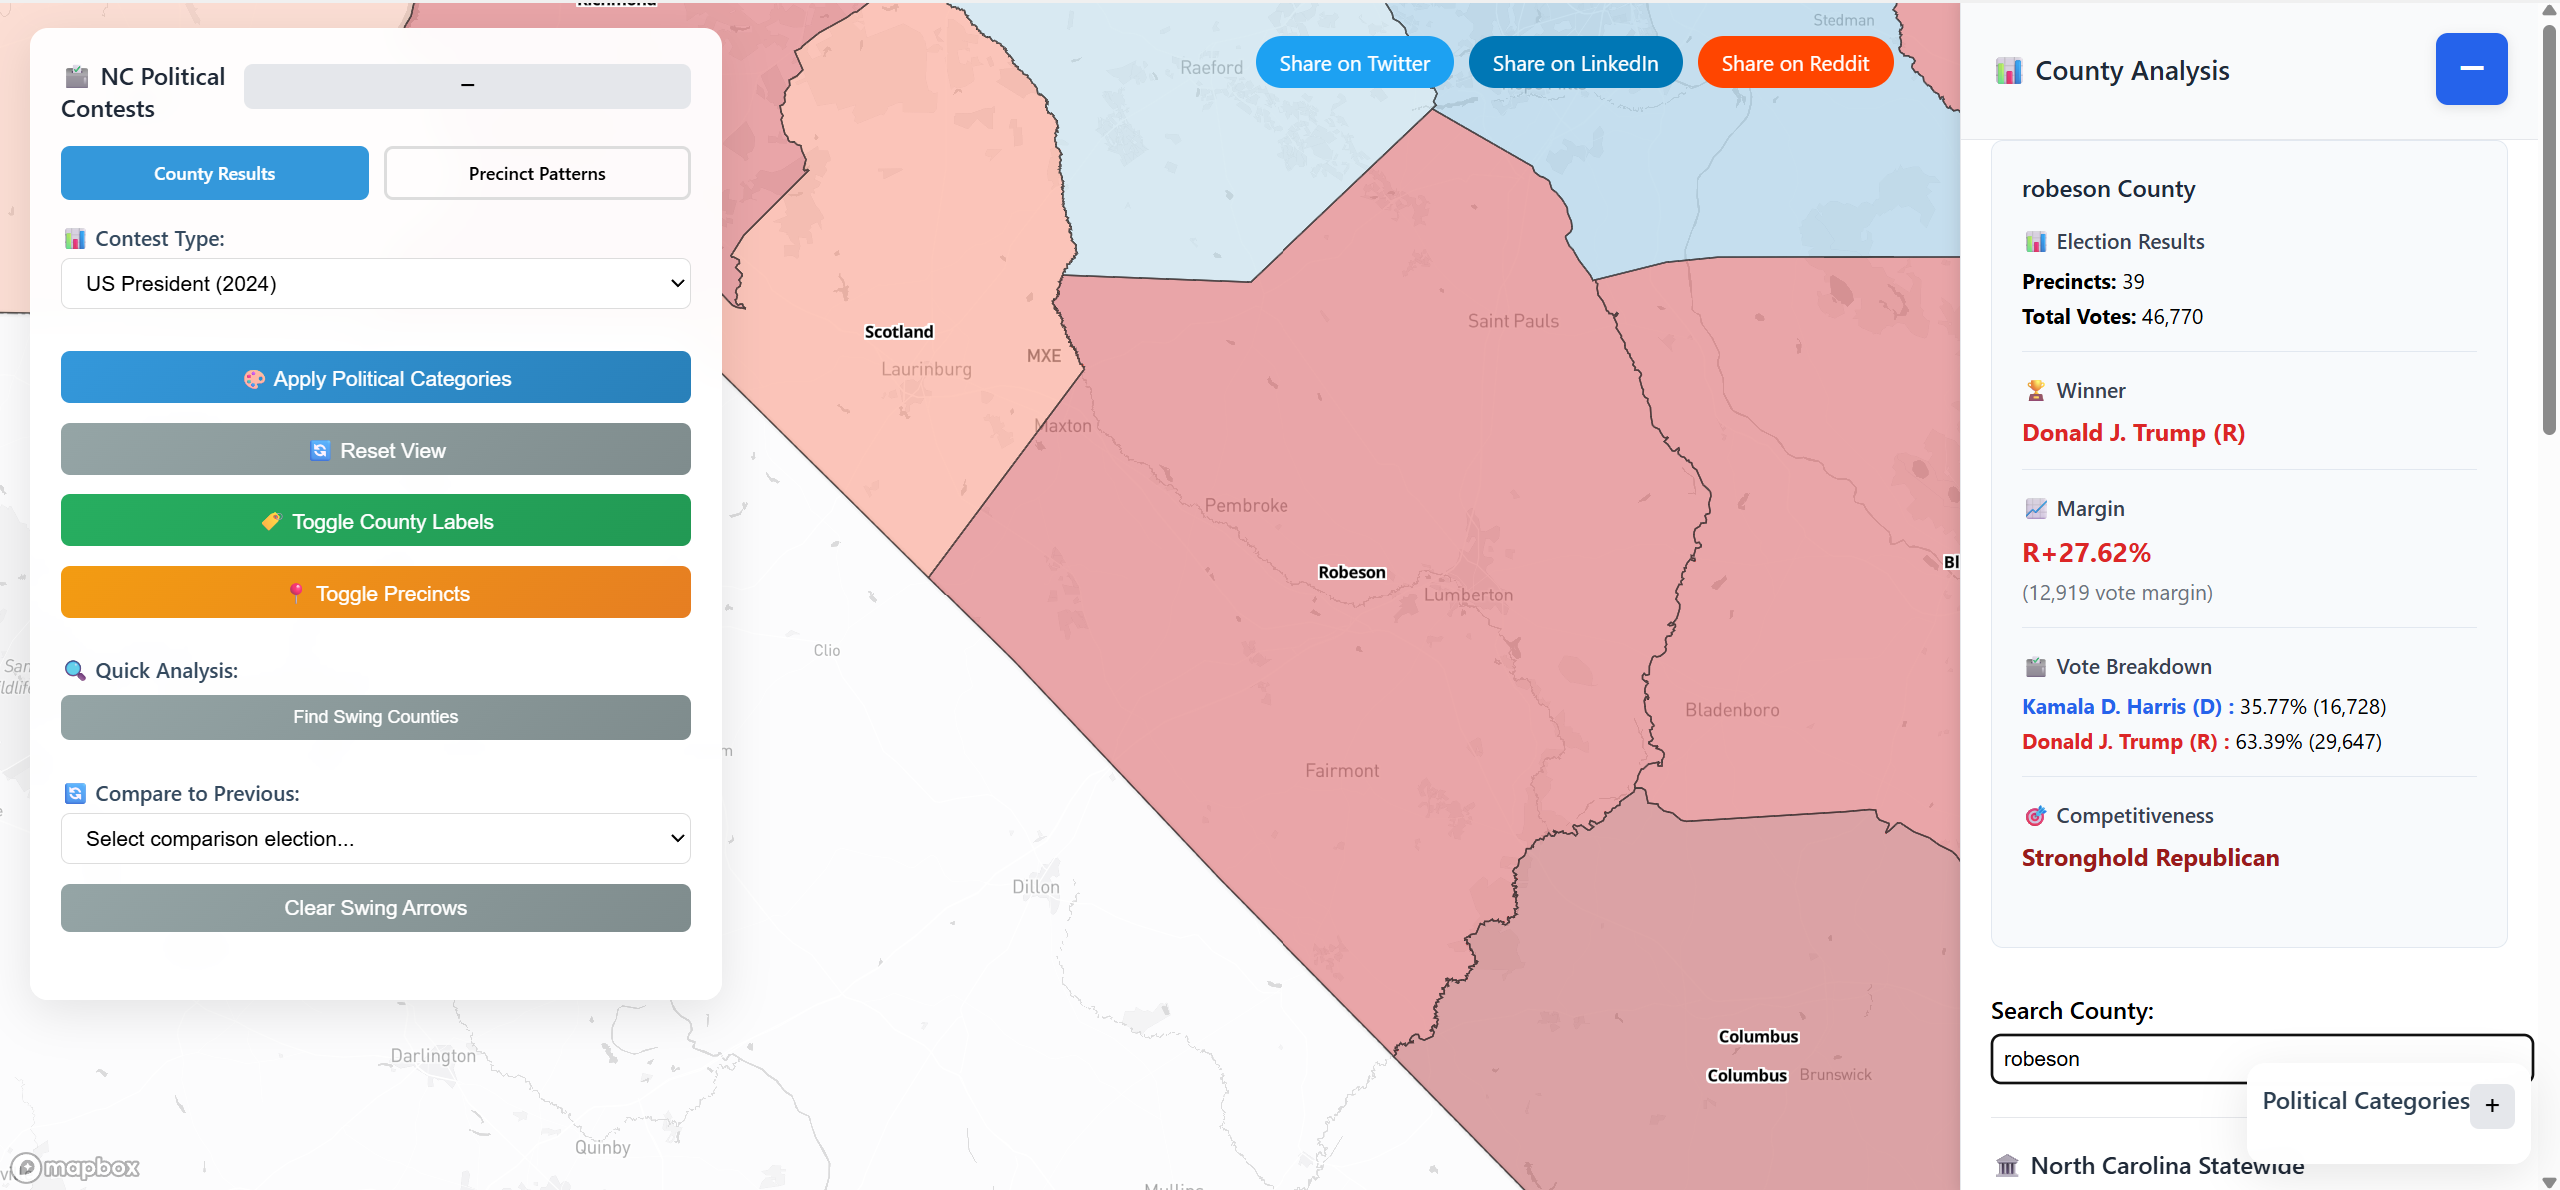 NC Political
Contests
–
County Results
Precinct Patterns
Contest Type:
US President (2024)
Apply Political Categories
Reset View
Toggle County Labels
Toggle Precincts
Quick Analysis:
Find Swing Counties
Compare to Previous:
Select comparison election...
Clear Swing Arrows
Share on Twitter
Share on LinkedIn
Share on Reddit
Richmond
Raeford
Stedman
Scotland
Laurinburg
MXE
Maxton
Saint Pauls
Pembroke
Robeson
Lumberton
Clio
Bladenboro
Fairmont
Dillon
Columbus
Columbus
Brunswick
Darlington
Quinby
mapbox
County Analysis
–
robeson County
Election Results
Precincts: 39
Total Votes: 46,770
Winner
Donald J. Trump (R)
Margin
R+27.62%
(12,919 vote margin)
Vote Breakdown
Kamala D. Harris (D) : 35.77% (16,728)
Donald J. Trump (R) : 63.39% (29,647)
Competitiveness
Stronghold Republican
Search County:
robeson
Political Categories
+
North Carolina Statewide